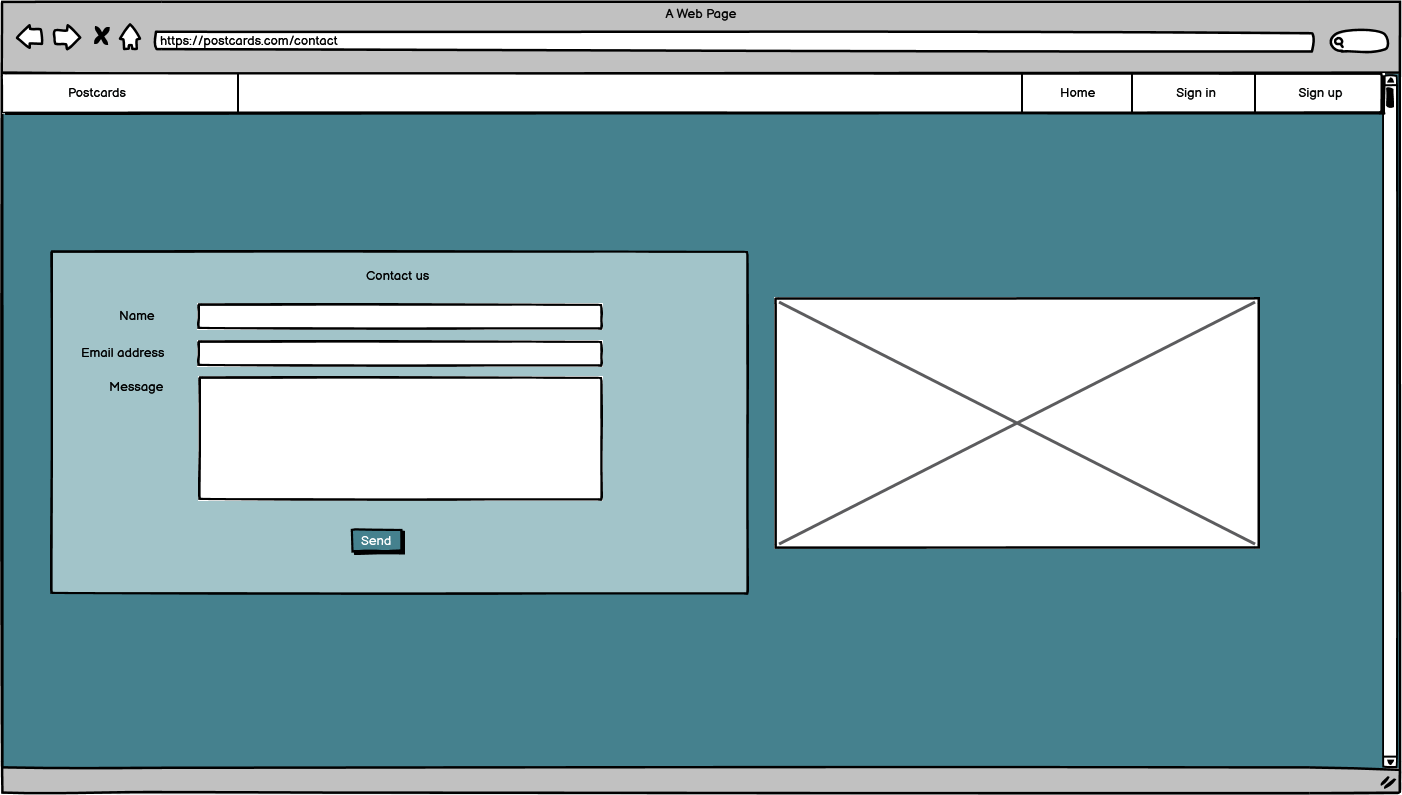 A Web Page
https://postcards.com/contact
Postcards
Home
Sign in
Sign up
Contact us
Name
Email address
Message
Send